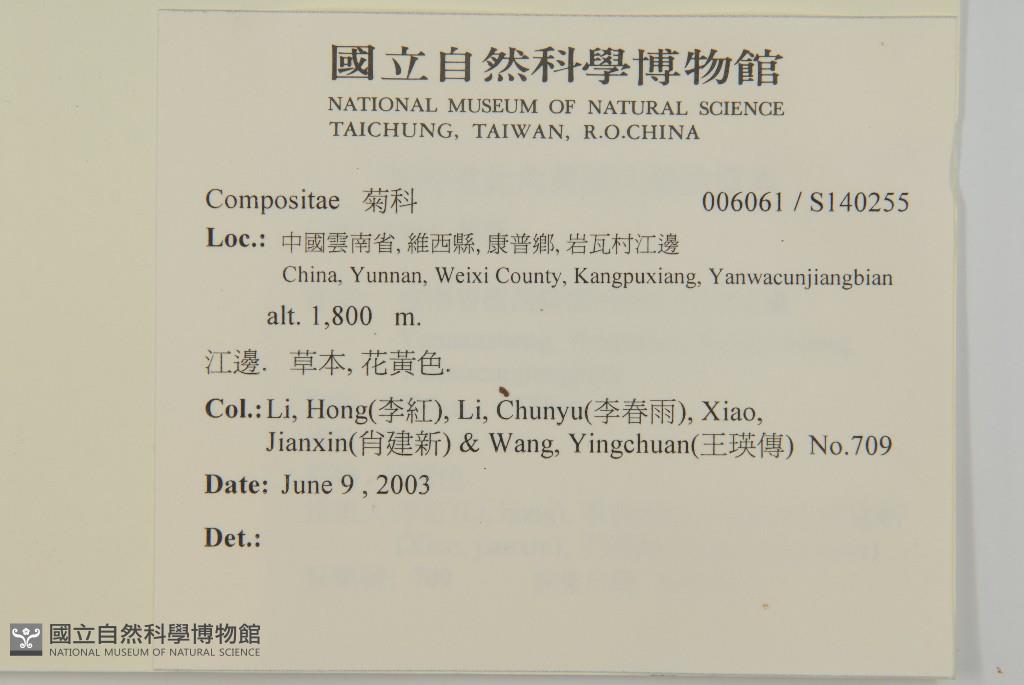 國立自然科學博物館
NATIONAL MUSEUM OF NATURAL SCIENCE
TAICHUNG, TAIWAN, R.O.CHINA
Compositae 菊科 006061 / S140255
Loc.: 中國雲南省, 維西縣, 康普鄉, 岩瓦村江邊
China, Yunnan, Weixi County, Kangpuxiang, Yanwacunjiangbian
alt. 1,800 m.
江邊. 草本, 花黃色.
Col.: Li, Hong(李紅), Li, Chunyu(李春雨), Xiao,
Jianxin(肖建新) & Wang, Yingchuan(王瑛傳) No.709
Date: June 9 , 2003
Det.:
國立自然科學博物館
NATIONAL MUSEUM OF NATURAL SCIENCE